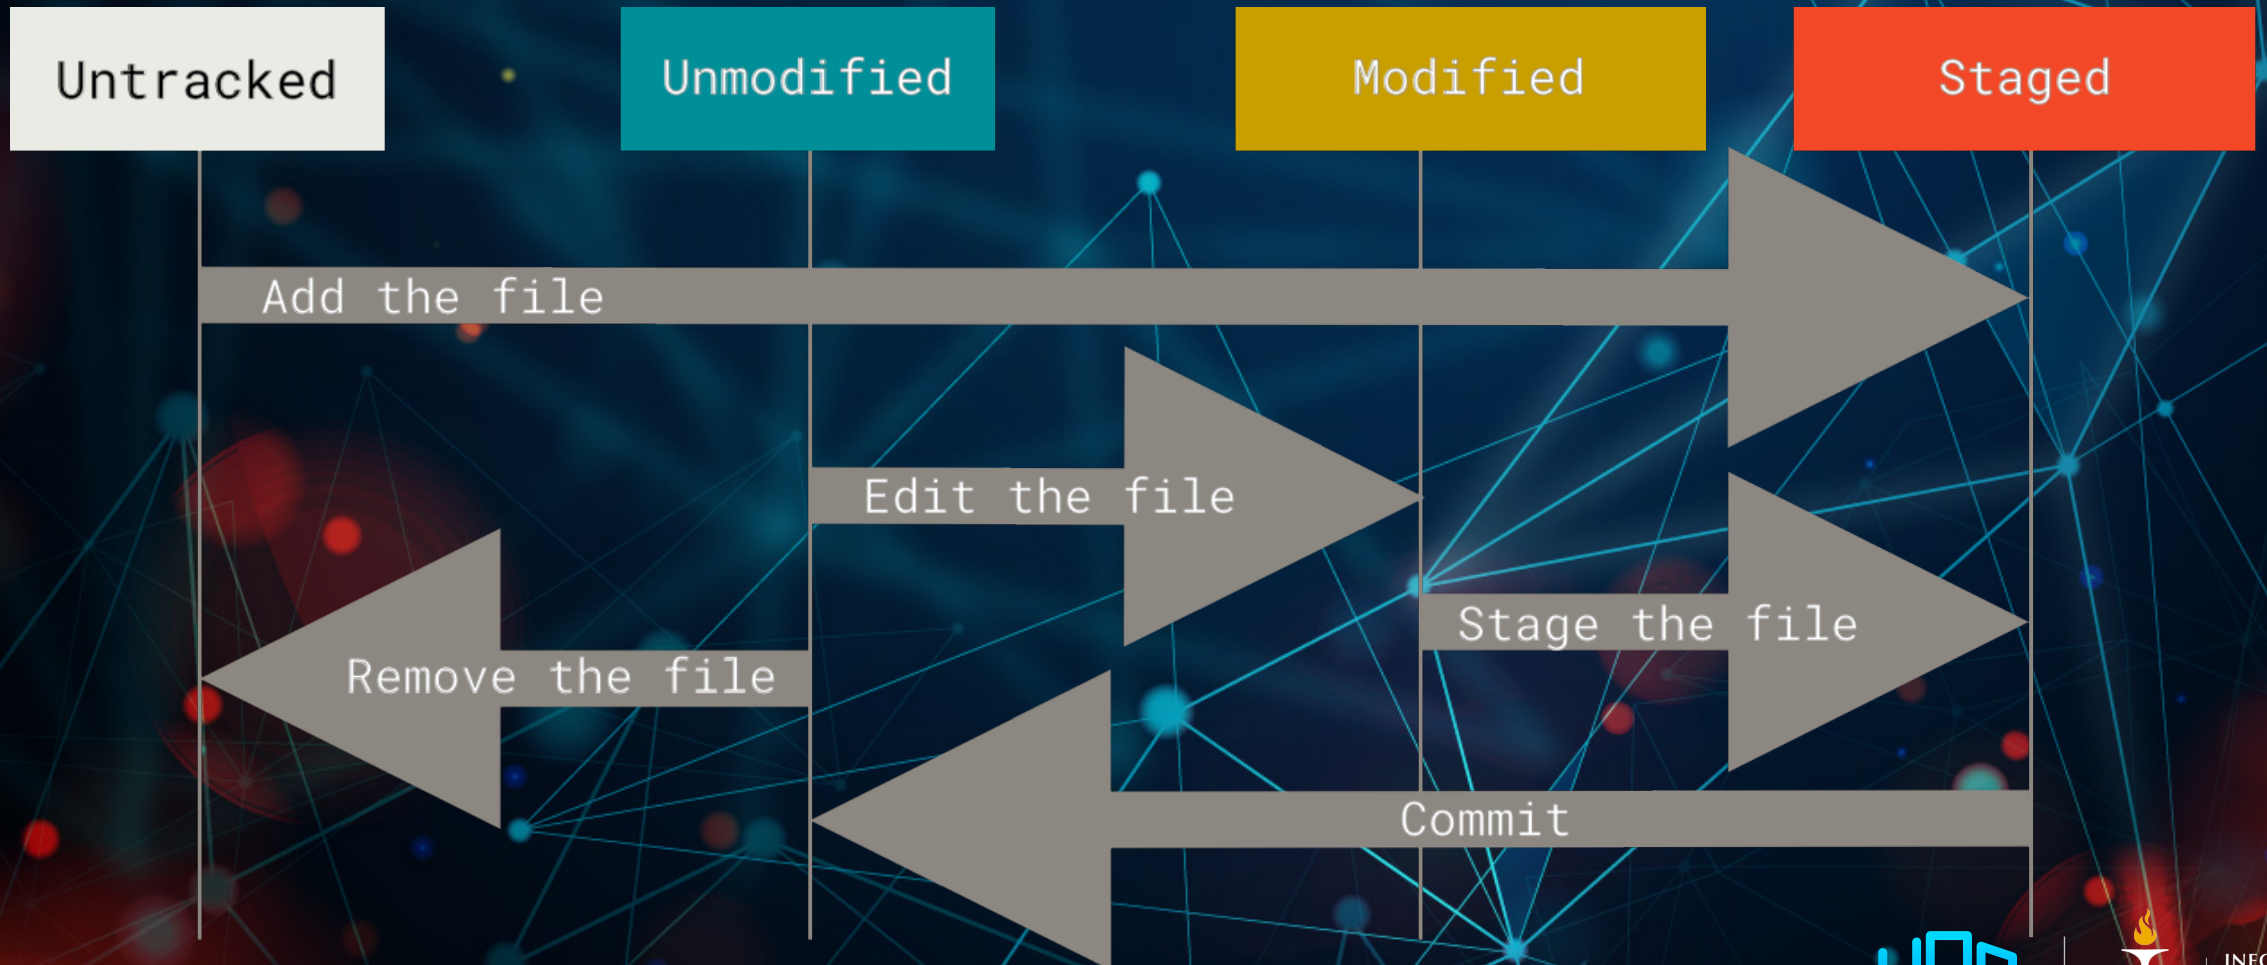 Untracked
Unmodified
Modified
Staged
Add the file
Edit the file
Stage the file
Remove the file
Commit